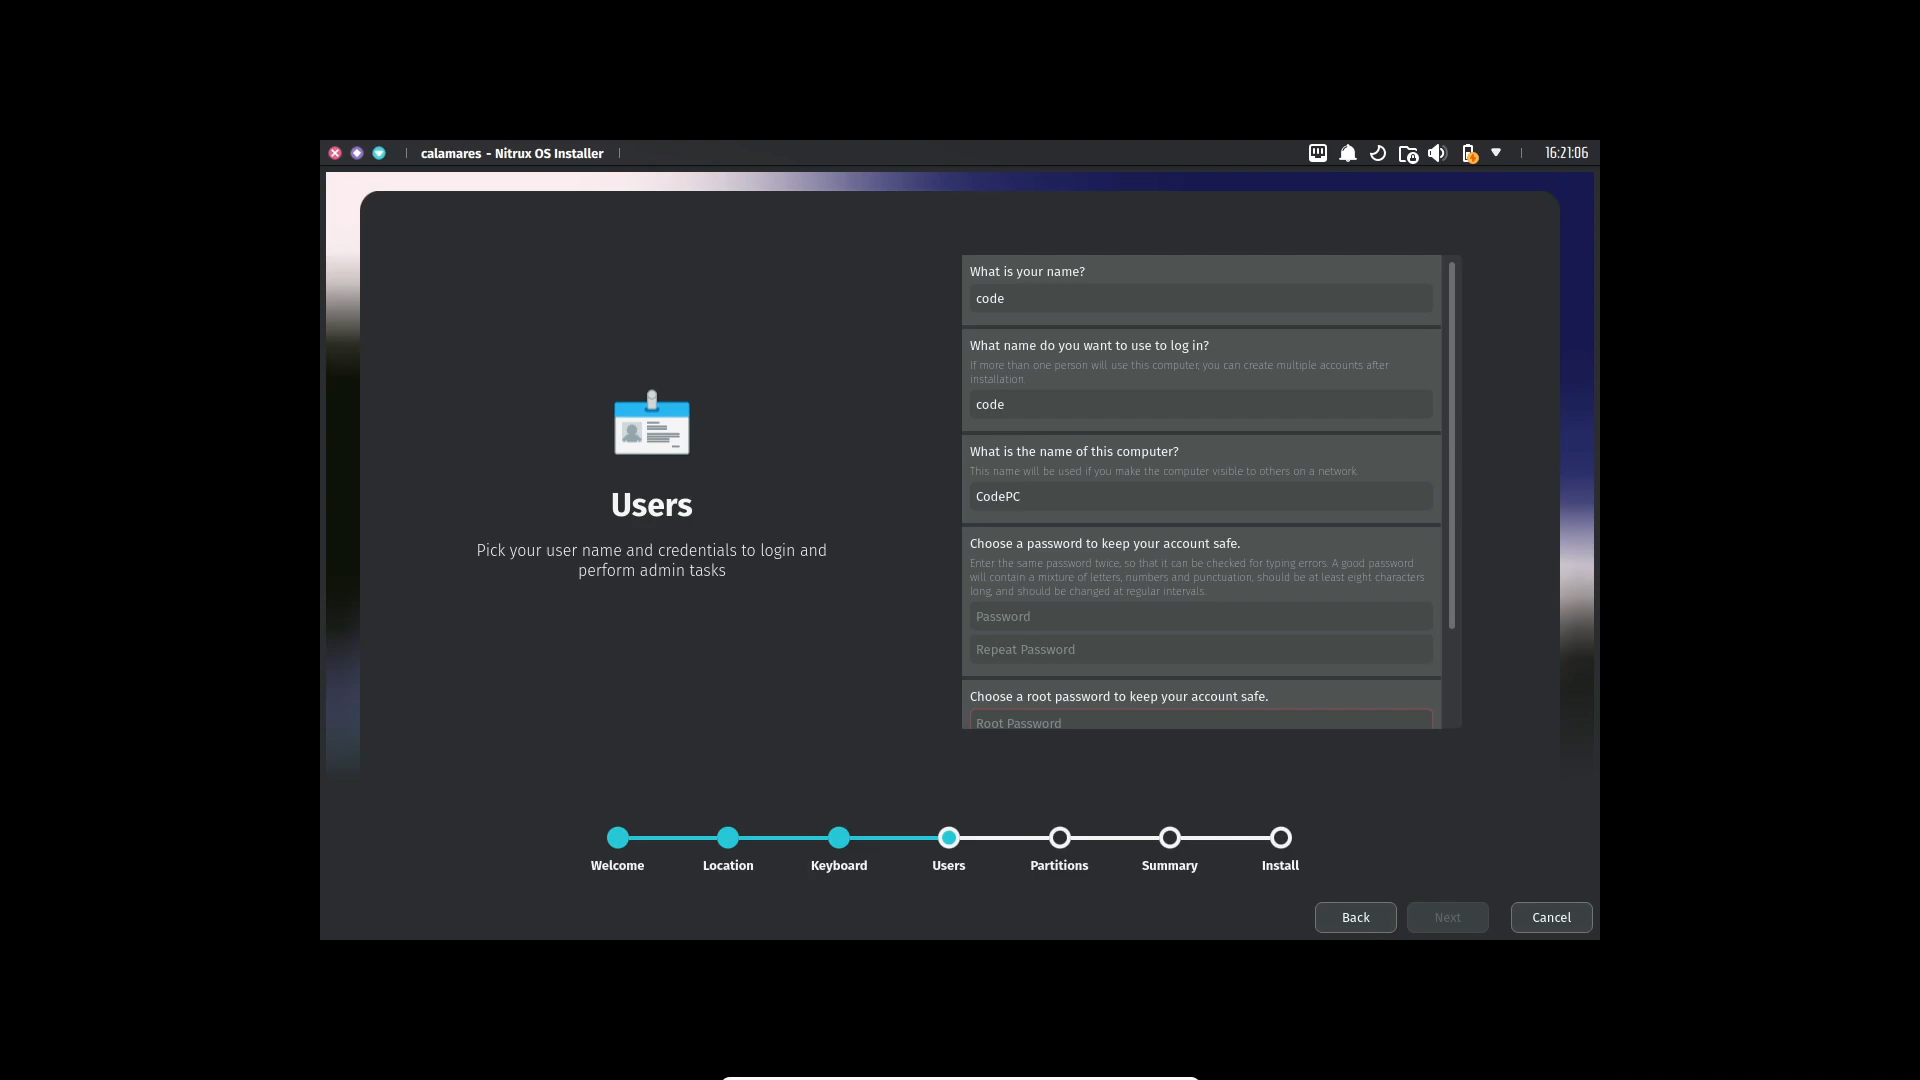 calamares - Nitrux OS Installer
16:21:06
What is your name?
code
What name do you want to use to log in?
If more than one person will use this computer, you can create multiple accounts after
installation.
code
What is the name of this computer?
This name will be used if you make the computer visible to others on a network.
CodePC
Choose a password to keep your account safe.
Enter the same password twice, so that it can be checked for typing errors. A good password
will contain a mixture of letters, numbers and punctuation, should be at least eight characters
long, and should be changed at regular intervals.
Password
Repeat Password
Choose a root password to keep your account safe.
Root Password
Users
Pick your user name and credentials to login and
perform admin tasks
Welcome
Location
Keyboard
Users
Partitions
Summary
Install
Back
Next
Cancel